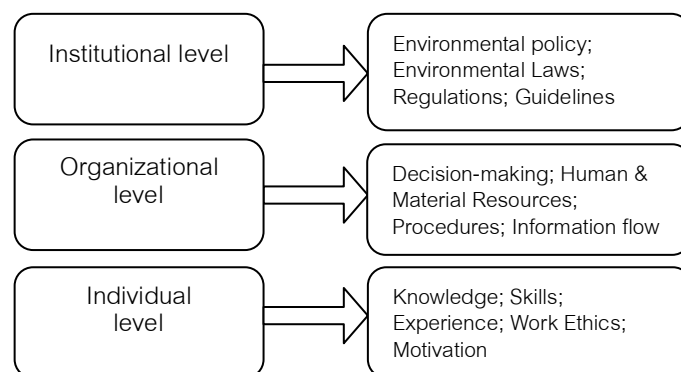 Institutional level
Environmental policy;
Environmental Laws;
Regulations; Guidelines
Organizational
level
Decision-making; Human &
Material Resources;
Procedures; Information flow
Individual
level
Knowledge; Skills;
Experience; Work Ethics;
Motivation